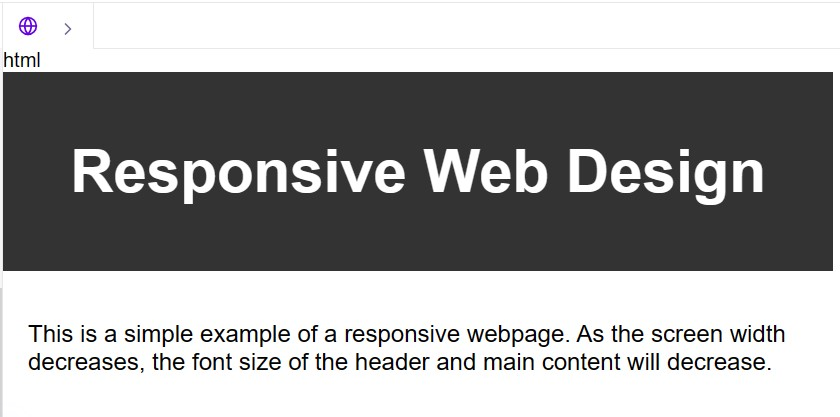 html
Responsive Web Design
This is a simple example of a responsive webpage. As the screen width
decreases, the font size of the header and main content will decrease.